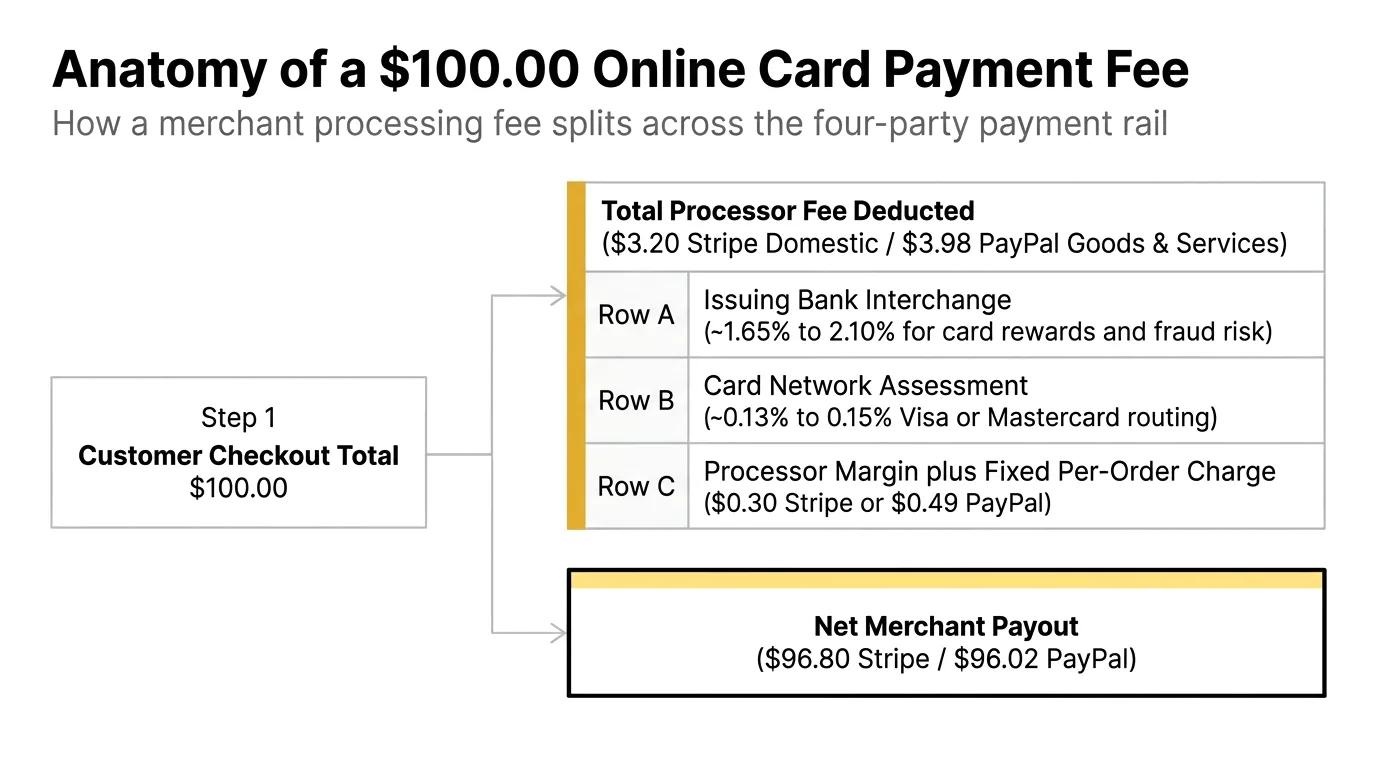 Anatomy of a $100.00 Online Card Payment Fee
How a merchant processing fee splits across the four-party payment rail
Step 1
Customer Checkout Total
$100.00
Total Processor Fee Deducted
($3.20 Stripe Domestic / $3.98 PayPal Goods & Services)
Row A
Issuing Bank Interchange
(~1.65% to 2.10% for card rewards and fraud risk)
Row B
Card Network Assessment
(~0.13% to 0.15% Visa or Mastercard routing)
Row C
Processor Margin plus Fixed Per-Order Charge
($0.30 Stripe or $0.49 PayPal)
Net Merchant Payout
($96.80 Stripe / $96.02 PayPal)